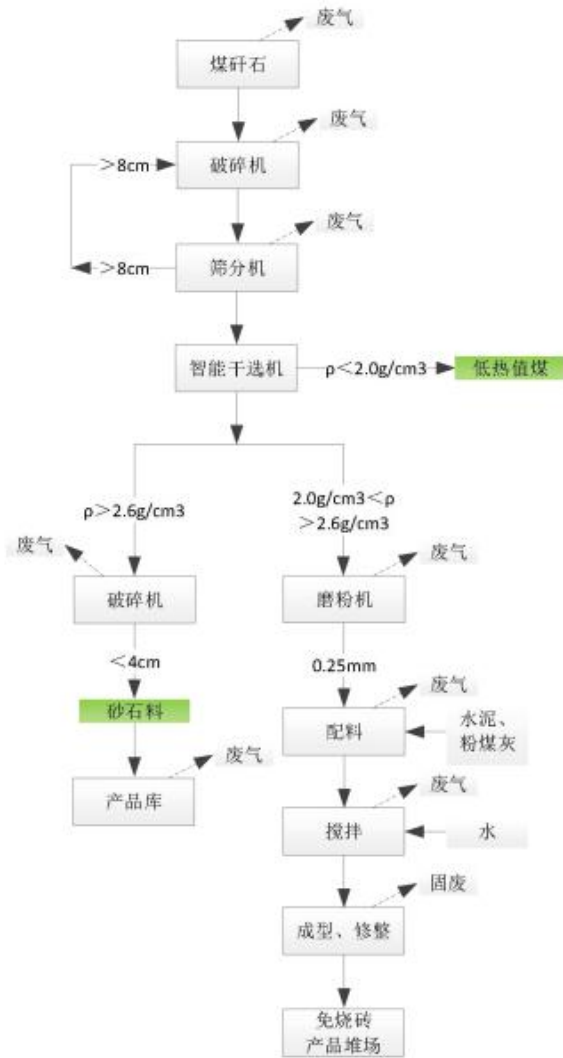 废气
煤矸石
废气
>8cm
破碎机
废气
>8cm
筛分机
智能干选机
ρ<2.0g/cm3
低热值煤
ρ>2.6g/cm3
2.0g/cm3<ρ
>2.6g/cm3
废气
废气
破碎机
磨粉机
<4cm
0.25mm
废气
砂石料
配料
水泥、
粉煤灰
废气
废气
产品库
搅拌
水
固废
成型、修整
免烧砖
产品堆场